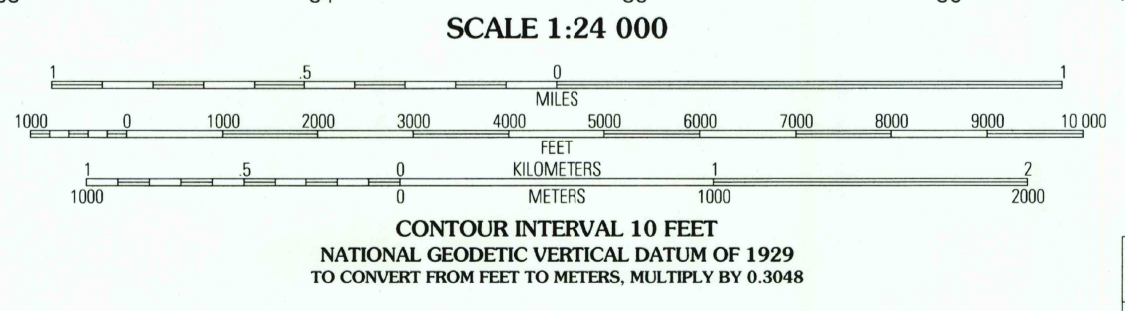 SCALE 1:24 000
1 .5 0 1
MILES
1000 0 1000 2000 3000 4000 5000 6000 7000 8000 9000 10 000
FEET
1 .5 0 KILOMETERS 1 2
1000 0 METERS 1000 2000
CONTOUR INTERVAL 10 FEET
NATIONAL GEODETIC VERTICAL DATUM OF 1929
TO CONVERT FROM FEET TO METERS, MULTIPLY BY 0.3048